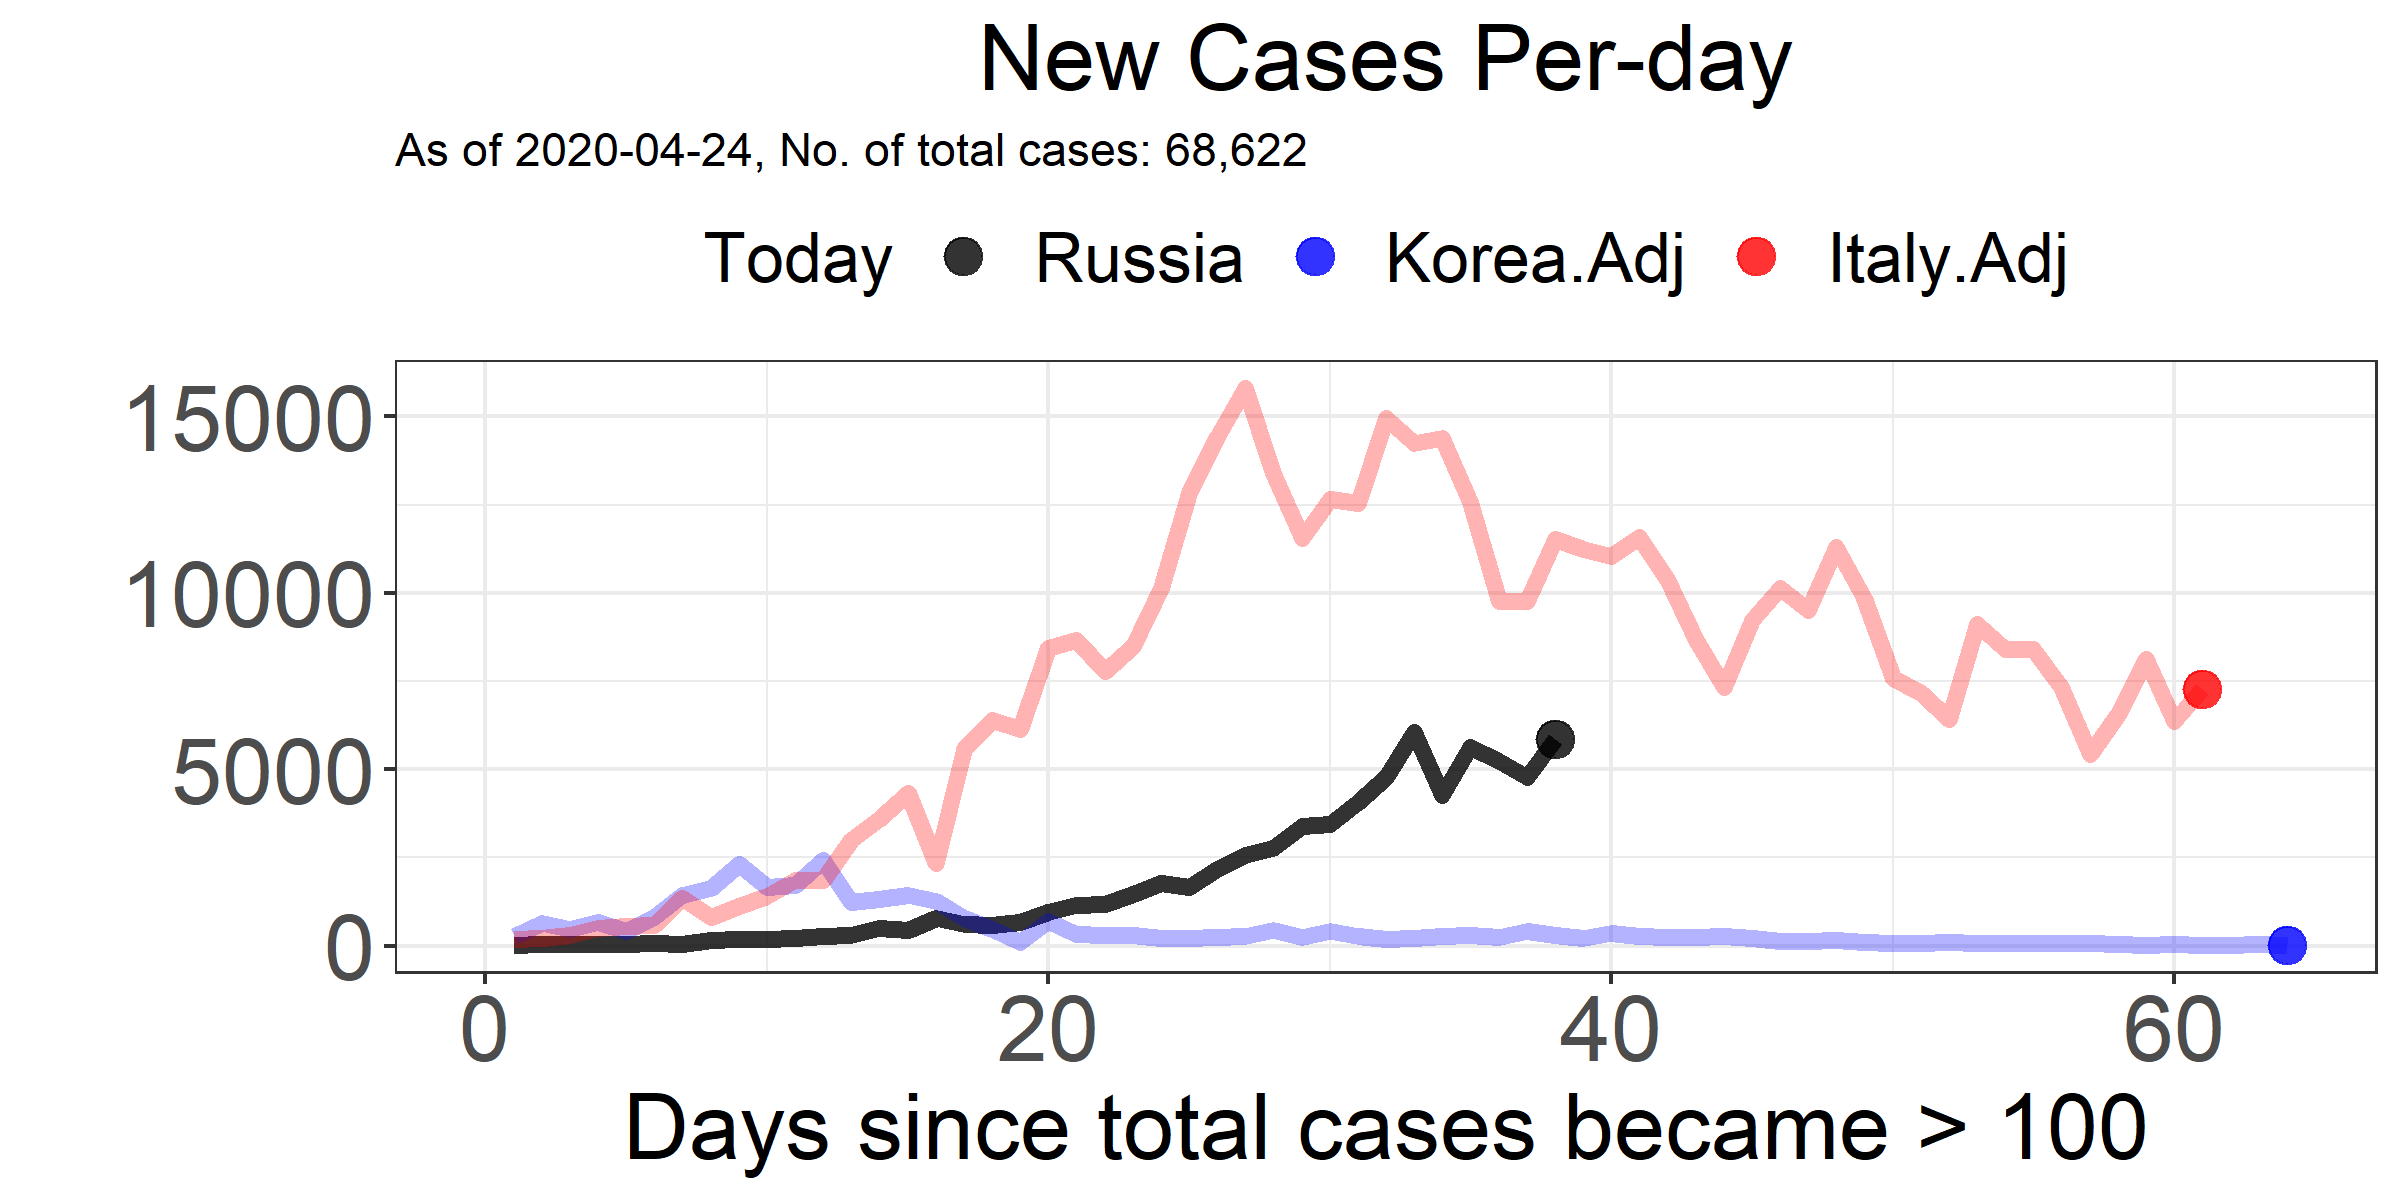 New Cases Per-day
As of 2020-04-24, No. of total cases: 68,622
Today Russia Korea.Adj Italy.Adj
15000
10000
5000
0
0 20 40 60
Days since total cases became > 100